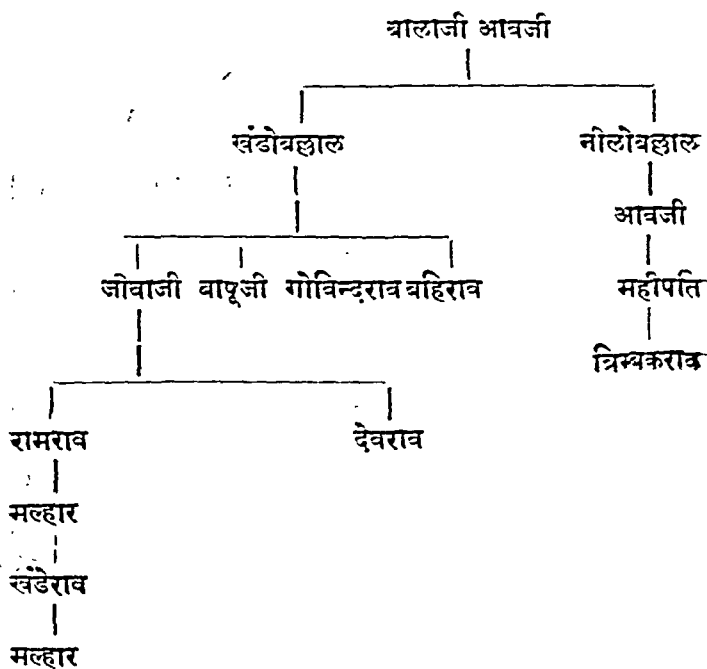 बालाजी आवजी
खंडोबल्लाल नीलोबल्लाल
आवजी
जीवाजी बापूजी गोविन्दराव बहिराव महीपति
त्रिम्बकराव
रामराव देवराव
मल्हार
खंडेराव
मल्हार